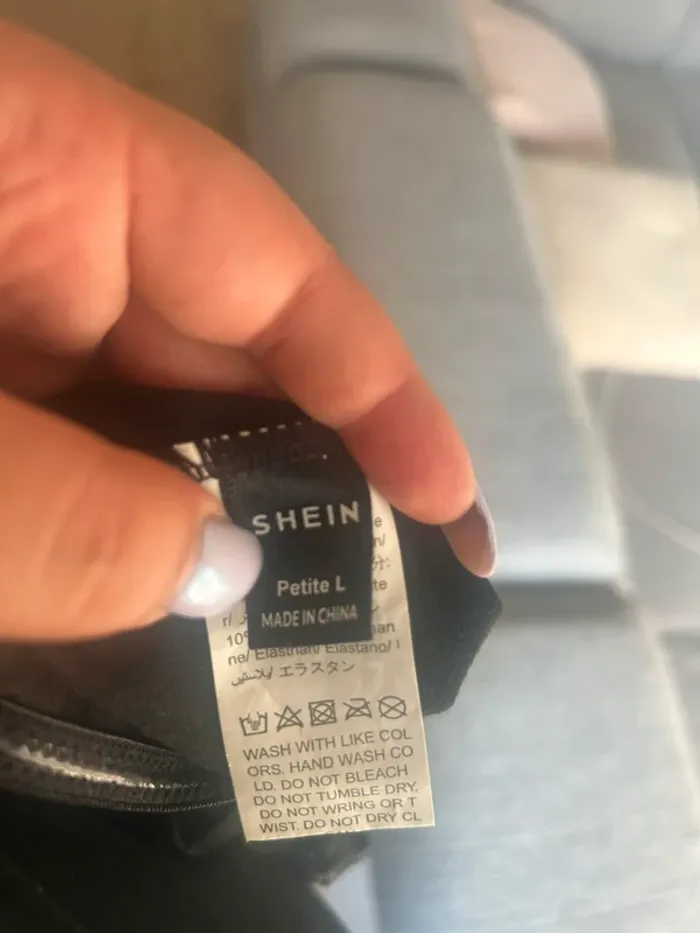 SHEIN
Petite L
MADE IN CHINA
ne/ Elasthan/ Elastano/
エラスタン
WASH WITH LIKE COL
ORS. HAND WASH CO
LD. DO NOT BLEACH
DO NOT TUMBLE DRY.
DO NOT WRING OR T
WIST. DO NOT DRY CL